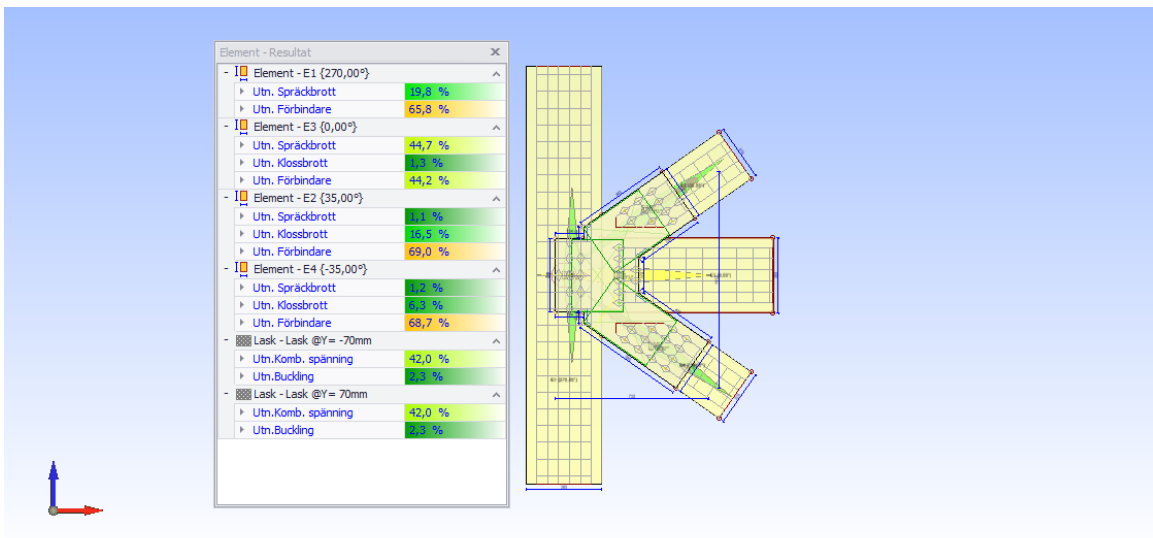 Element - Resultat
Element - E1 {270,00°}
Utn. Spräckbrott 19,8 %
Utn. Förbindare 65,8 %
Element - E3 {0,00°}
Utn. Spräckbrott 44,7 %
Utn. Klossbrott 1,3 %
Utn. Förbindare 44,2 %
Element - E2 {35,00°}
Utn. Spräckbrott 1,1 %
Utn. Klossbrott 16,5 %
Utn. Förbindare 69,0 %
Element - E4 {-35,00°}
Utn. Spräckbrott 1,2 %
Utn. Klossbrott 6,3 %
Utn. Förbindare 68,7 %
Lask - Lask @Y= -70mm
Utn.Komb. spänning 42,0 %
Utn.Buckling 2,3 %
Lask - Lask @Y= 70mm
Utn.Komb. spänning 42,0 %
Utn.Buckling 2,3 %